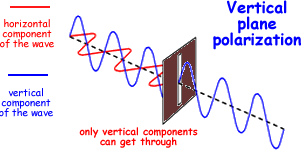 horizontal
component
of the wave
vertical
component
of the wave
Vertical
plane
polarization
only vertical components
can get through